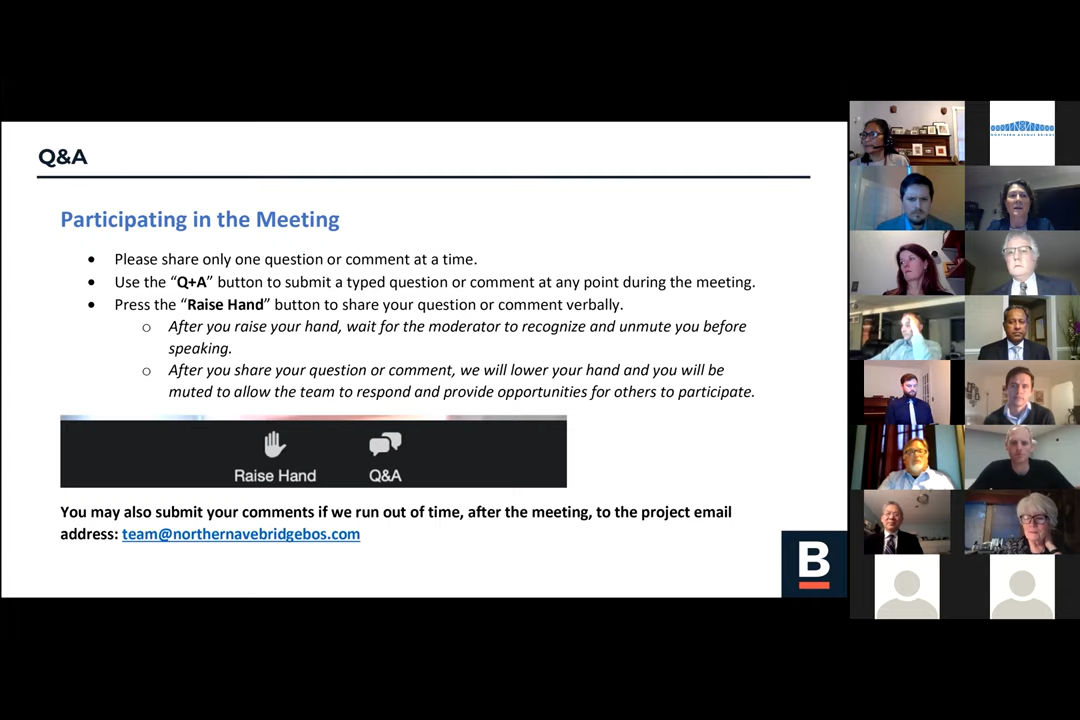 Q&A
Participating in the Meeting
• Please share only one question or comment at a time.
• Use the “Q+A” button to submit a typed question or comment at any point during the meeting.
• Press the “Raise Hand” button to share your question or comment verbally.
o After you raise your hand, wait for the moderator to recognize and unmute you before
speaking.
o After you share your question or comment, we will lower your hand and you will be
muted to allow the team to respond and provide opportunities for others to participate.
Raise Hand
Q&A
You may also submit your comments if we run out of time, after the meeting, to the project email
address: team@northernavebridgebos.com
B
NORTHERN AVENUE BRIDGE